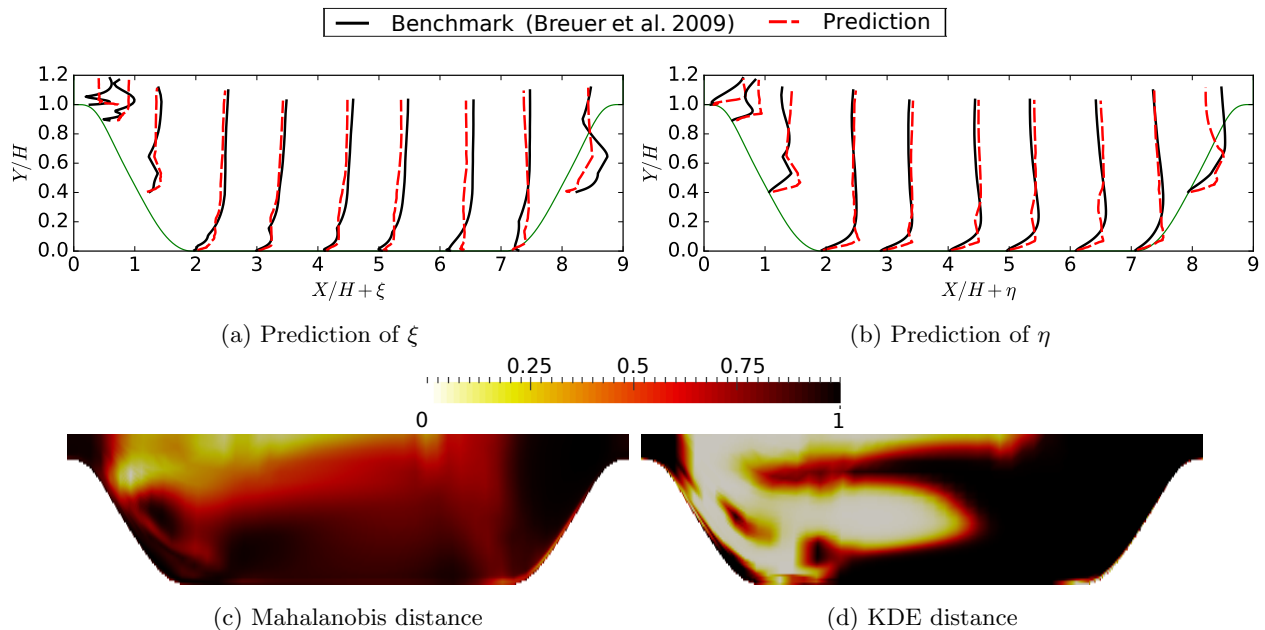 Benchmark (Breuer et al. 2009) Prediction
1.2 1.0 0.8 0.6 0.4 0.2 0.0
Y/H
0 1 2 3 4 5 6 7 8 9
X/H + ξ
(a) Prediction of ξ
1.2 1.0 0.8 0.6 0.4 0.2 0.0
Y/H
0 1 2 3 4 5 6 7 8 9
X/H + η
(b) Prediction of η
0.25 0.5 0.75
0 1
(c) Mahalanobis distance
(d) KDE distance